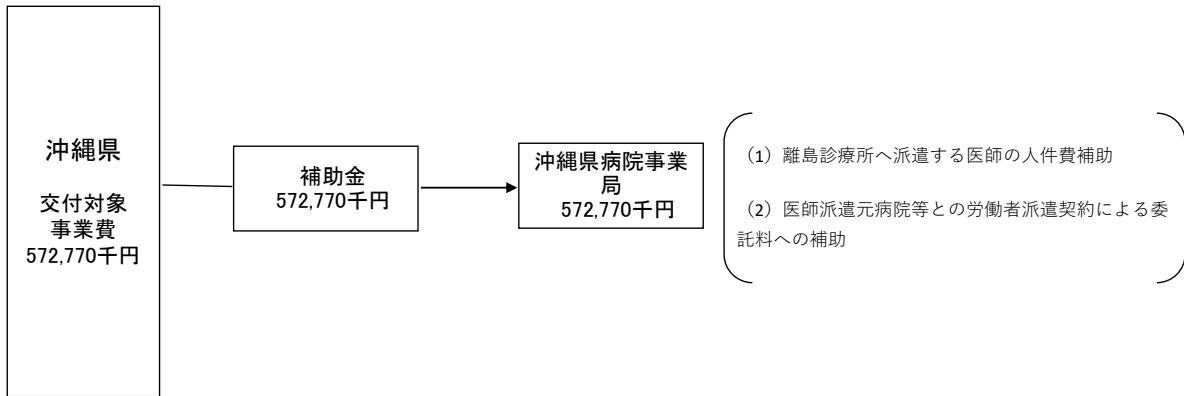 沖縄県
交付対象
事業費
572,770千円
補助金
572,770千円
沖縄県病院事業
局
572,770千円
（1）離島診療所へ派遣する医師の人件費補助
（2）医師派遣元病院等との労働者派遣契約による委
託料への補助